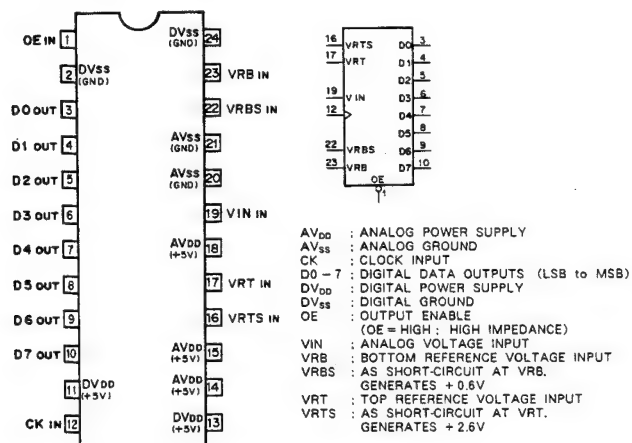 OE IN 1
2 DVss (GND)
D0 OUT 3
D1 OUT 4
D2 OUT 5
D3 OUT 6
D4 OUT 7
D5 OUT 8
D6 OUT 9
D7 OUT 10
11 DVDD (+5V)
CK IN 12
DVss (GND) 24
23 VRB IN
22 VRBS IN
AVss (GND) 21
AVss (GND) 20
19 VIN IN
AVDD (+5V) 18
17 VRT IN
16 VRTS IN
AVDD (+5V) 15
AVDD (+5V) 14
DVDD (+5V) 13
16 VRTS D0 3
17 VRT D1 4
D2 5
19 V IN D3 6
12 D4 7
D5 8
22 VRBS D6 9
23 VRB D7 10
OE
1
AVDD : ANALOG POWER SUPPLY
AVss : ANALOG GROUND
CK : CLOCK INPUT
D0 - 7 : DIGITAL DATA OUTPUTS (LSB to MSB)
DVDD : DIGITAL POWER SUPPLY
DVss : DIGITAL GROUND
OE : OUTPUT ENABLE
(OE = HIGH : HIGH IMPEDANCE)
VIN : ANALOG VOLTAGE INPUT
VRB : BOTTOM REFERENCE VOLTAGE INPUT
VRBS : AS SHORT-CIRCUIT AT VRB.
GENERATES + 0.6V
VRT : TOP REFERENCE VOLTAGE INPUT
VRTS : AS SHORT-CIRCUIT AT VRT.
GENERATES + 2.6V